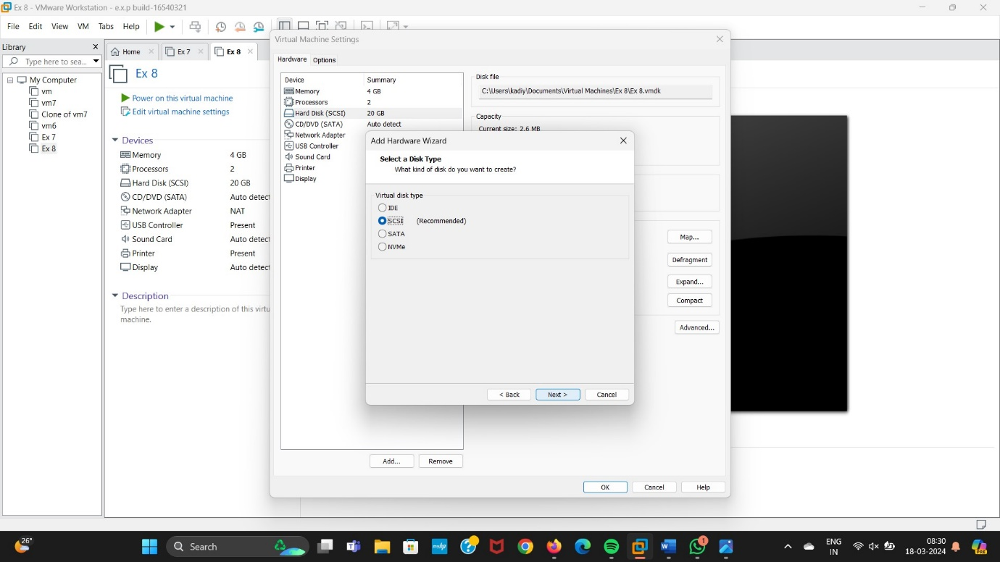 Ex 8 - VMware Workstation - e.x.p build-16540321
File Edit View VM Tabs Help
Library
Type here to sea...
My Computer
vm
vm7
Clone of vm7
vm6
Ex 7
Ex 8
Home
Ex 7
Ex 8
Ex 8
Power on this virtual machine
Edit virtual machine settings
Devices
Memory 4 GB
Processors 2
Hard Disk (SCSI) 20 GB
CD/DVD (SATA) Auto detect
Network Adapter NAT
USB Controller Present
Sound Card Auto detect
Printer Present
Display Auto detect
Description
Type here to enter a description of this virtu
machine.
Virtual Machine Settings
Hardware Options
Device Summary
Memory 4 GB
Processors 2
Hard Disk (SCSI) 20 GB
CD/DVD (SATA) Auto detect
Network Adapter
USB Controller
Sound Card
Printer
Display
Disk file
C:\Users\kadiy\Documents\Virtual Machines\Ex 8\Ex 8.vmdk
Capacity
Current size: 2.6 MB
Map...
Defragment
Expand...
Compact
Advanced...
Add Hardware Wizard
Select a Disk Type
What kind of disk do you want to create?
Virtual disk type
IDE
SCSI (Recommended)
SATA
NVMe
< Back Next > Cancel
Add... Remove
OK Cancel Help
26°
Search
myhp
1
ENG
IN
08:30
18-03-2024
PRE